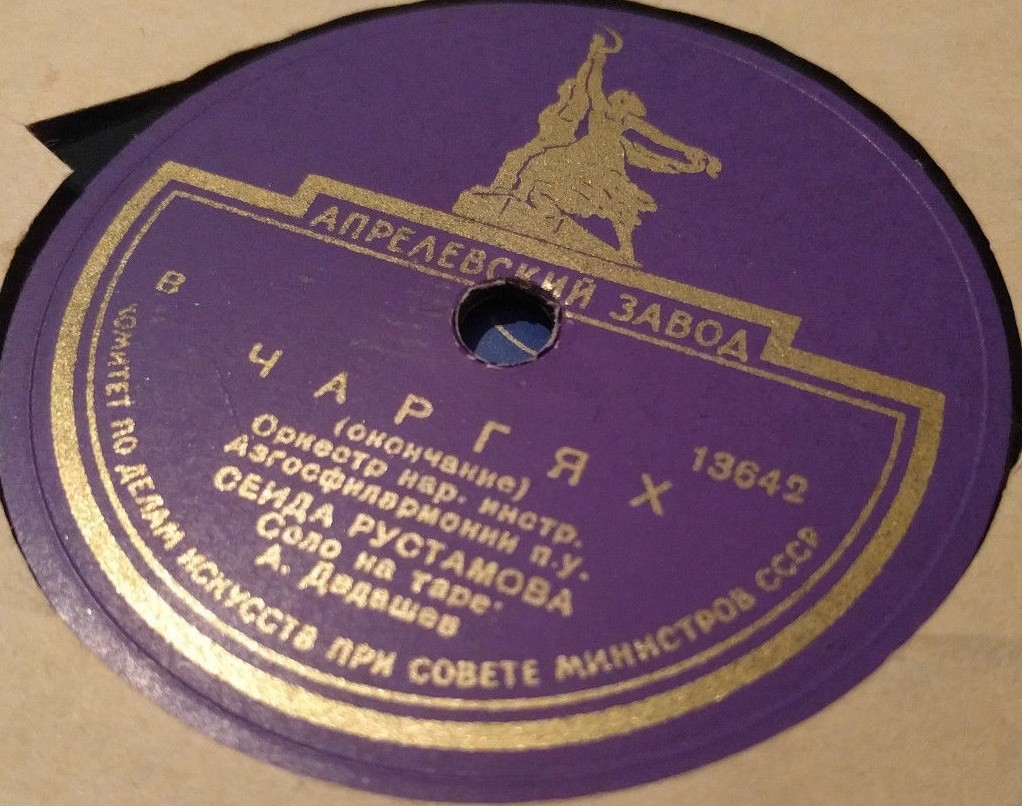 АПРЕЛЕВСКИЙ ЗАВОД
В
ЧАРГЯХ
13642
(окончание)
Оркестр нар. инстр.
Азгосфилармонии п.у.
СЕИДА РУСТАМОВА
Соло на таре
А. Дадашев
КОМИТЕТ ПО ДЕЛАМ ИСКУССТВ ПРИ СОВЕТЕ МИНИСТРОВ СССР